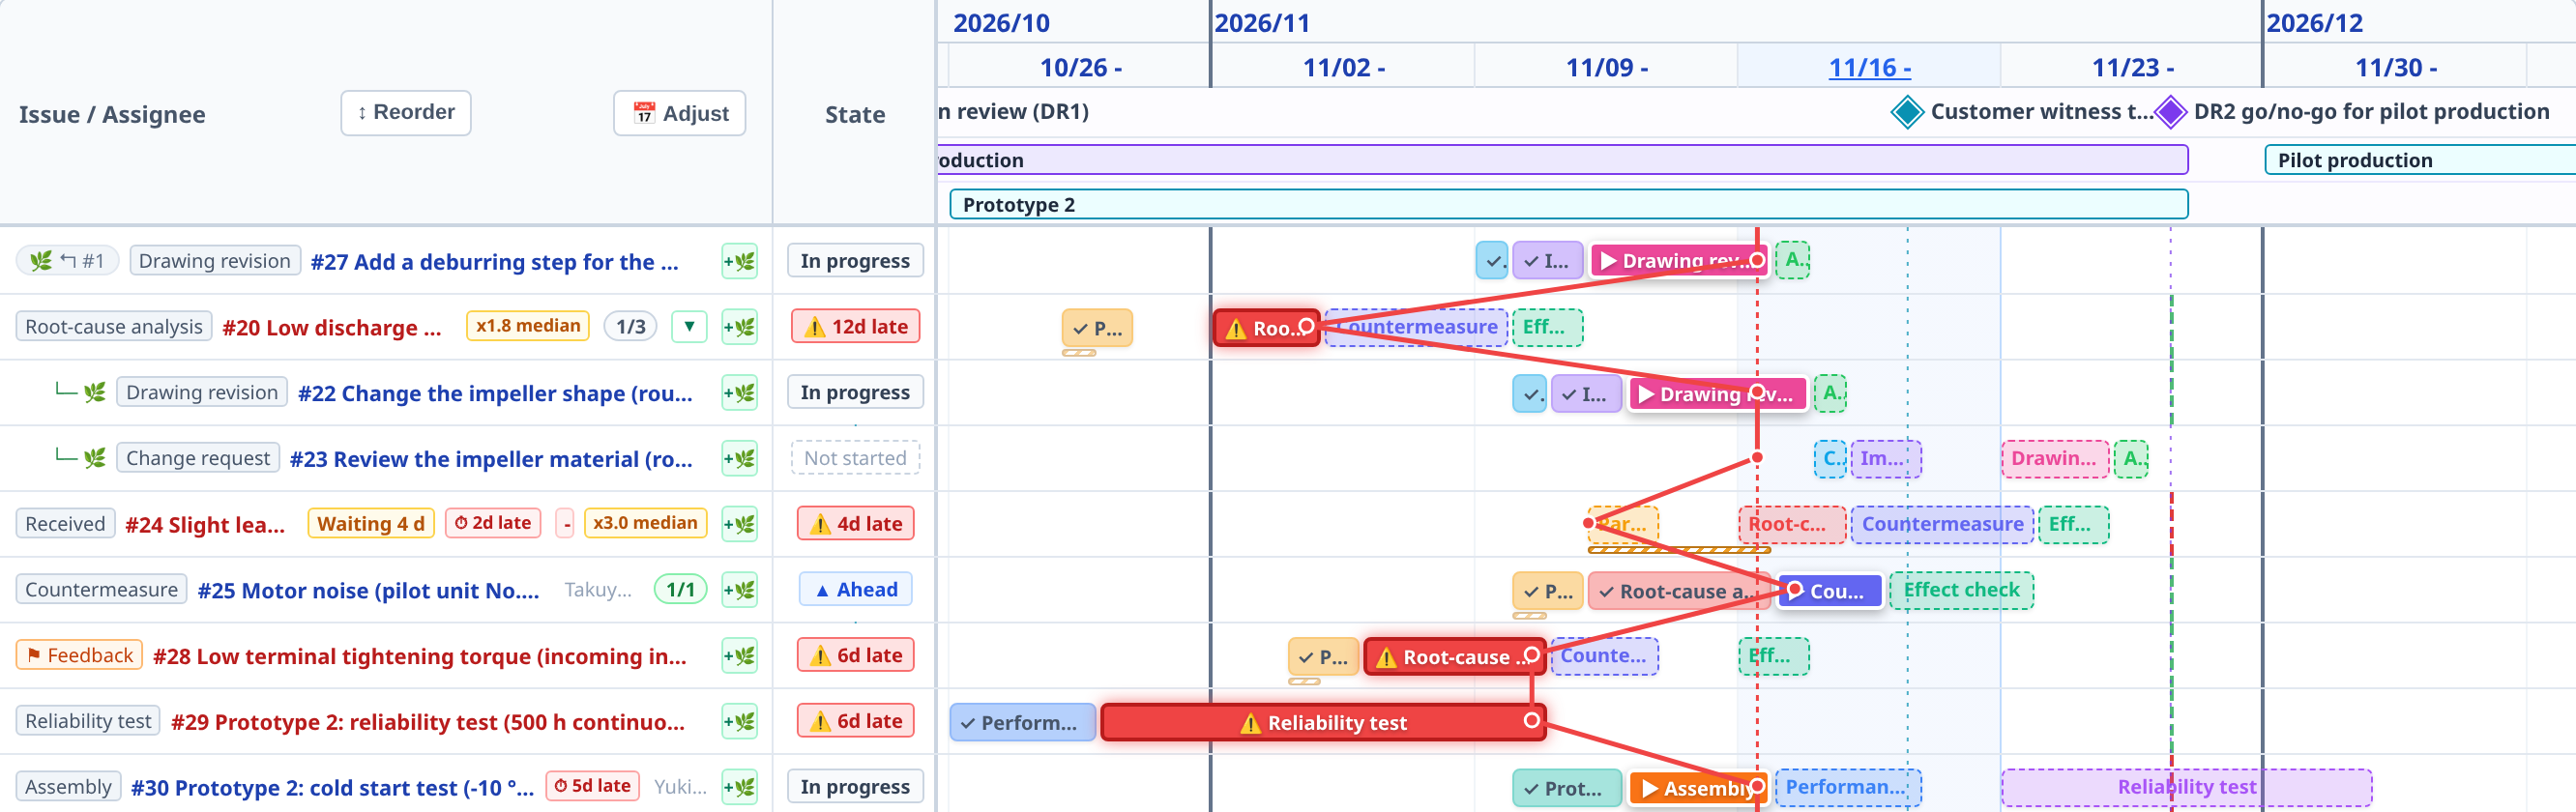 2026/10 2026/11 2026/12
10/26 - 11/02 - 11/09 - 11/16 - 11/23 - 11/30 -
Issue / Assignee ↕ Reorder 📅 Adjust State
n review (DR1) Customer witness t... DR2 go/no-go for pilot production
oduction Pilot production
Prototype 2
#1 Drawing revision #27 Add a deburring step for the ... In progress ✓. ✓ I... ▶ Drawing rev... A..
Root-cause analysis #20 Low discharge ... x1.8 median 1/3 ▼ ⚠ 12d late ✓ P... ⚠ Roo... Countermeasure Eff...
Drawing revision #22 Change the impeller shape (rou... In progress ✓. ✓ I... ▶ Drawing rev... A..
Change request #23 Review the impeller material (ro... Not started C.. Im... Drawin... A..
Received #24 Slight lea... Waiting 4 d ⏱ 2d late - x3.0 median ⚠ 4d late Par... Root-c... Countermeasure Eff...
Countermeasure #25 Motor noise (pilot unit No.... Takuy... 1/1 ▲ Ahead ✓ P... ✓ Root-cause a... Cou... Effect check
⚑ Feedback #28 Low terminal tightening torque (incoming in... ⚠ 6d late ✓ P... ⚠ Root-cause ... Counte... Eff...
Reliability test #29 Prototype 2: reliability test (500 h continuo... ⚠ 6d late ✓ Perform... ⚠ Reliability test
Assembly #30 Prototype 2: cold start test (-10 °... ⏱ 5d late Yuki... In progress ✓ Prot... ▶ Assembly Performan... Reliability test